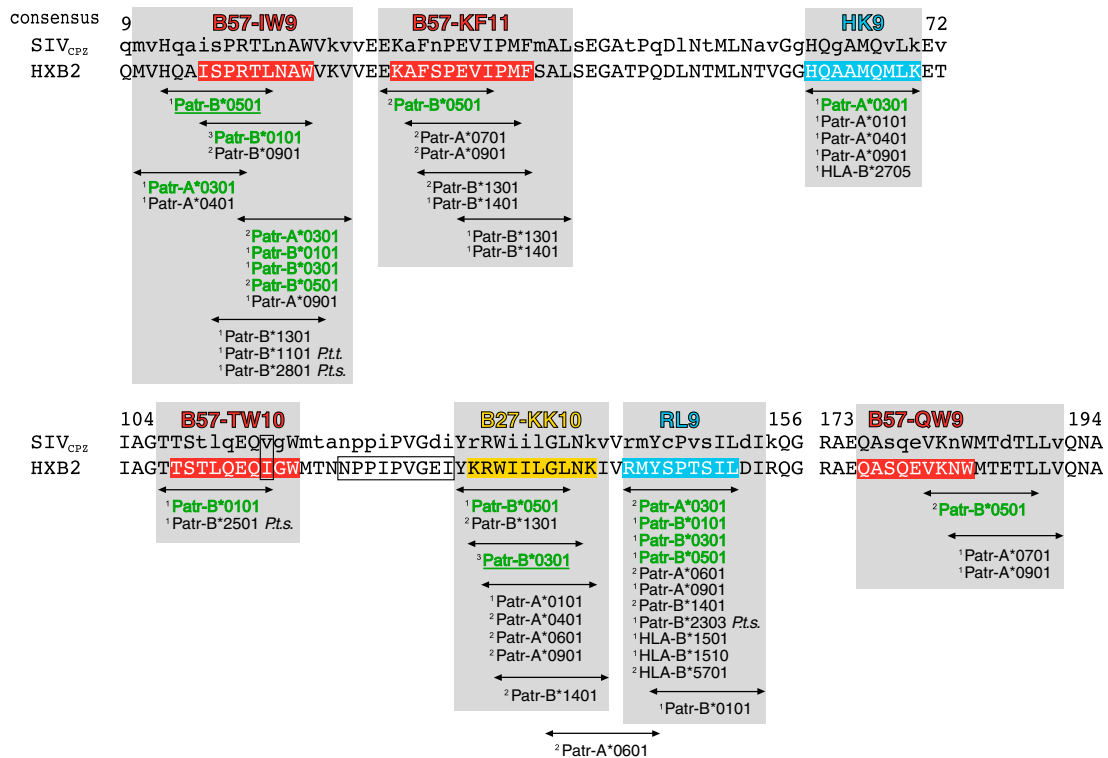 consensus 9 B57-IW9 B57-KF11 HK9 72
SIVCPZ qmvHqaisPRTLnAWVkvvEEKaFnPEVIPMFmALsEGAtPqDlNtMLNavGgHQgAMQvLkEv
HXB2 QMVHQAISPRTLNAWVKVVEEKAFSPEVIPMFSALSEGATPQDLNTMLNTVGGHQAAMQMLKET
1Patr-B*0501
3Patr-B*0101
2Patr-B*0901
1Patr-A*0301
1Patr-A*0401
2Patr-A*0301
1Patr-B*0101
1Patr-B*0301
2Patr-B*0501
1Patr-A*0901
1Patr-B*1301
1Patr-B*1101 P.t.t.
1Patr-B*2801 P.t.s.
2Patr-B*0501
2Patr-A*0701
2Patr-A*0901
2Patr-B*1301
1Patr-B*1401
1Patr-B*1301
1Patr-B*1401
1Patr-A*0301
1Patr-A*0101
1Patr-A*0401
1Patr-A*0901
1HLA-B*2705
104 B57-TW10 B27-KK10 RL9 156 173 B57-QW9 194
SIVCPZ IAGTTSStlqEQvgWmtanppiPVGdiYrRWiilGLNkvVrmYcPvsILdIkQG RAEQAsqeVKnWMTdTLLvQNA
HXB2 IAGTTSTLQEQIGWMTNNPPIPVGEIYKRWIILGLNKIVRMYSPTSILDIRQG RAEQASQEVKNWMTETLLVQNA
1Patr-B*0101
1Patr-B*2501 P.t.s.
1Patr-B*0501
2Patr-B*1301
3Patr-B*0301
1Patr-A*0101
2Patr-A*0401
2Patr-A*0601
2Patr-A*0901
2Patr-B*1401
2Patr-A*0301
1Patr-B*0101
1Patr-B*0301
1Patr-B*0501
2Patr-A*0601
1Patr-A*0901
2Patr-B*1401
1Patr-B*2303 P.t.s.
1HLA-B*1501
1HLA-B*1510
2HLA-B*5701
1Patr-B*0101
2Patr-A*0601
2Patr-B*0501
1Patr-A*0701
1Patr-A*0901